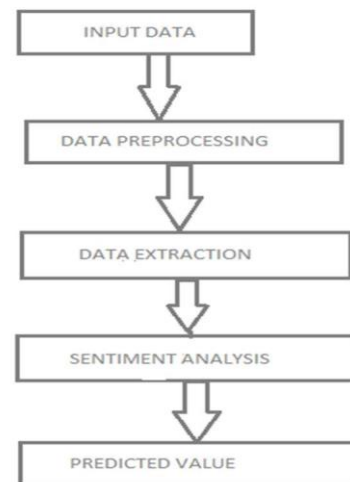 INPUT DATA
DATA PREPROCESSING
DATA EXTRACTION
SENTIMENT ANALYSIS
PREDICTED VALUE